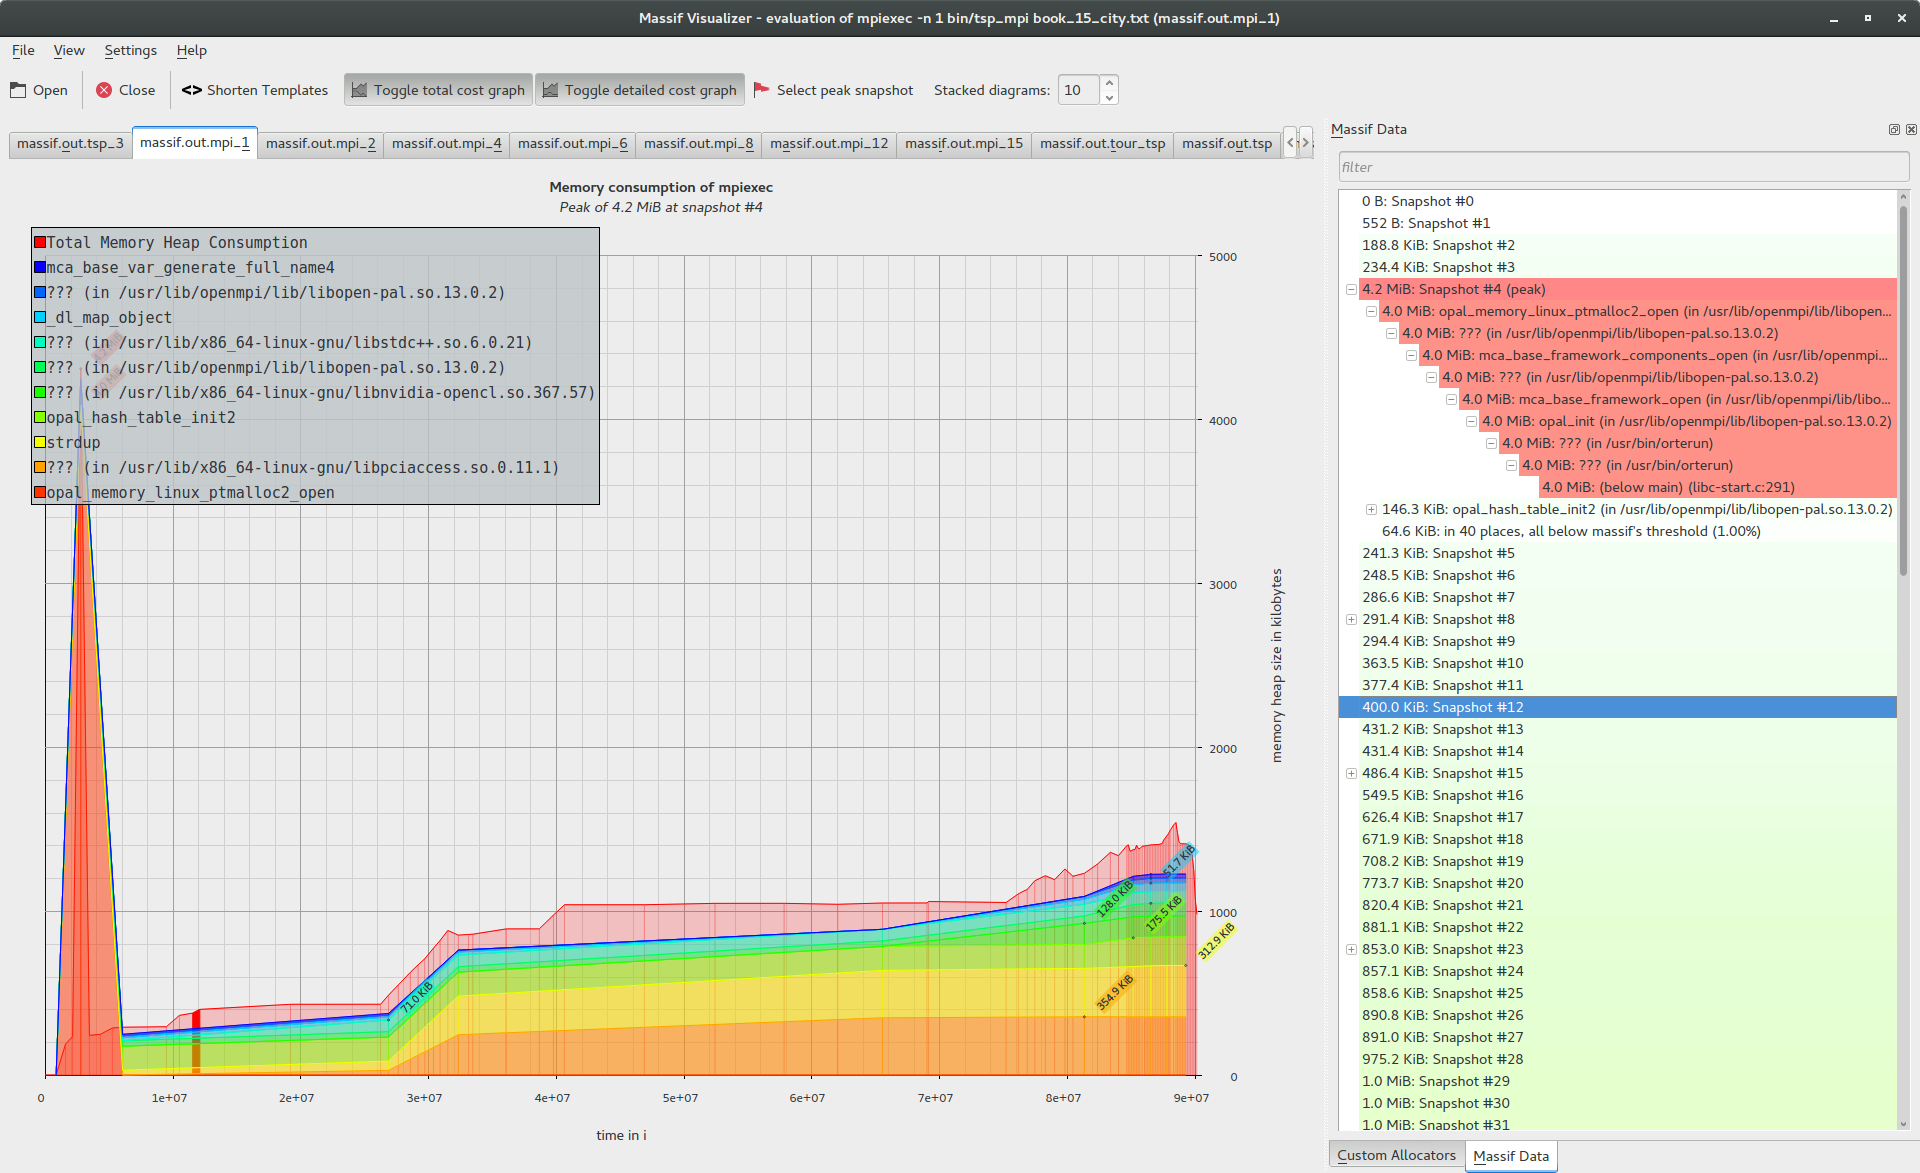 Massif Visualizer - evaluation of mpiexec -n 1 bin/tsp_mpi book_15_city.txt (massif.out.mpi_1)
File View Settings Help
Open Close <> Shorten Templates Toggle total cost graph Toggle detailed cost graph Select peak snapshot Stacked diagrams: 10
massif.out.tsp_3 massif.out.mpi_1 massif.out.mpi_2 massif.out.mpi_4 massif.out.mpi_6 massif.out.mpi_8 massif.out.mpi_12 massif.out.mpi_15 massif.out.tour_tsp massif.out.tsp
Memory consumption of mpiexec
Peak of 4.2 MiB at snapshot #4
Total Memory Heap Consumption
mca_base_var_generate_full_name4
??? (in /usr/lib/openmpi/lib/libopen-pal.so.13.0.2)
_dl_map_object
??? (in /usr/lib/x86_64-linux-gnu/libstdc++.so.6.0.21)
??? (in /usr/lib/openmpi/lib/libopen-pal.so.13.0.2)
??? (in /usr/lib/x86_64-linux-gnu/libnvidia-opencl.so.367.57)
opal_hash_table_init2
strdup
??? (in /usr/lib/x86_64-linux-gnu/libpciaccess.so.0.11.1)
opal_memory_linux_ptmalloc2_open
5000
4000
3000
2000
1000
0
memory heap size in kilobytes
71.0 KiB
51.7 KiB
128.0 KiB
175.5 KiB
312.9 KiB
354.9 KiB
0 1e+07 2e+07 3e+07 4e+07 5e+07 6e+07 7e+07 8e+07 9e+07
time in i
Massif Data
filter
0 B: Snapshot #0
552 B: Snapshot #1
188.8 KiB: Snapshot #2
234.4 KiB: Snapshot #3
4.2 MiB: Snapshot #4 (peak)
4.0 MiB: opal_memory_linux_ptmalloc2_open (in /usr/lib/openmpi/lib/libopen...
4.0 MiB: ??? (in /usr/lib/openmpi/lib/libopen-pal.so.13.0.2)
4.0 MiB: mca_base_framework_components_open (in /usr/lib/openmpi...
4.0 MiB: ??? (in /usr/lib/openmpi/lib/libopen-pal.so.13.0.2)
4.0 MiB: mca_base_framework_open (in /usr/lib/openmpi/lib/libo...
4.0 MiB: opal_init (in /usr/lib/openmpi/lib/libopen-pal.so.13.0.2)
4.0 MiB: ??? (in /usr/bin/orterun)
4.0 MiB: ??? (in /usr/bin/orterun)
4.0 MiB: (below main) (libc-start.c:291)
146.3 KiB: opal_hash_table_init2 (in /usr/lib/openmpi/lib/libopen-pal.so.13.0.2)
64.6 KiB: in 40 places, all below massif's threshold (1.00%)
241.3 KiB: Snapshot #5
248.5 KiB: Snapshot #6
286.6 KiB: Snapshot #7
291.4 KiB: Snapshot #8
294.4 KiB: Snapshot #9
363.5 KiB: Snapshot #10
377.4 KiB: Snapshot #11
400.0 KiB: Snapshot #12
431.2 KiB: Snapshot #13
431.4 KiB: Snapshot #14
486.4 KiB: Snapshot #15
549.5 KiB: Snapshot #16
626.4 KiB: Snapshot #17
671.9 KiB: Snapshot #18
708.2 KiB: Snapshot #19
773.7 KiB: Snapshot #20
820.4 KiB: Snapshot #21
881.1 KiB: Snapshot #22
853.0 KiB: Snapshot #23
857.1 KiB: Snapshot #24
858.6 KiB: Snapshot #25
890.8 KiB: Snapshot #26
891.0 KiB: Snapshot #27
975.2 KiB: Snapshot #28
1.0 MiB: Snapshot #29
1.0 MiB: Snapshot #30
1.0 MiB: Snapshot #31
Custom Allocators Massif Data